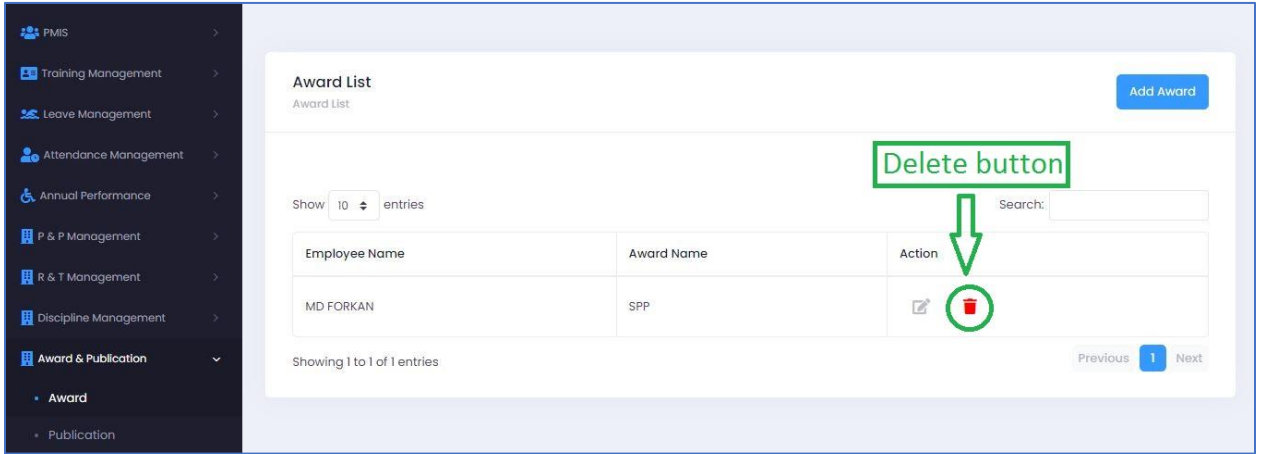 PMIS
Training Management
Leave Management
Attendance Management
Annual Performance
P & P Management
R & T Management
Discipline Management
Award & Publication
Award
Publication
Award List
Award List
Add Award
Delete button
Show 10 entries
Search:
Employee Name Award Name Action
MD FORKAN SPP
Showing 1 to 1 of 1 entries
Previous 1 Next